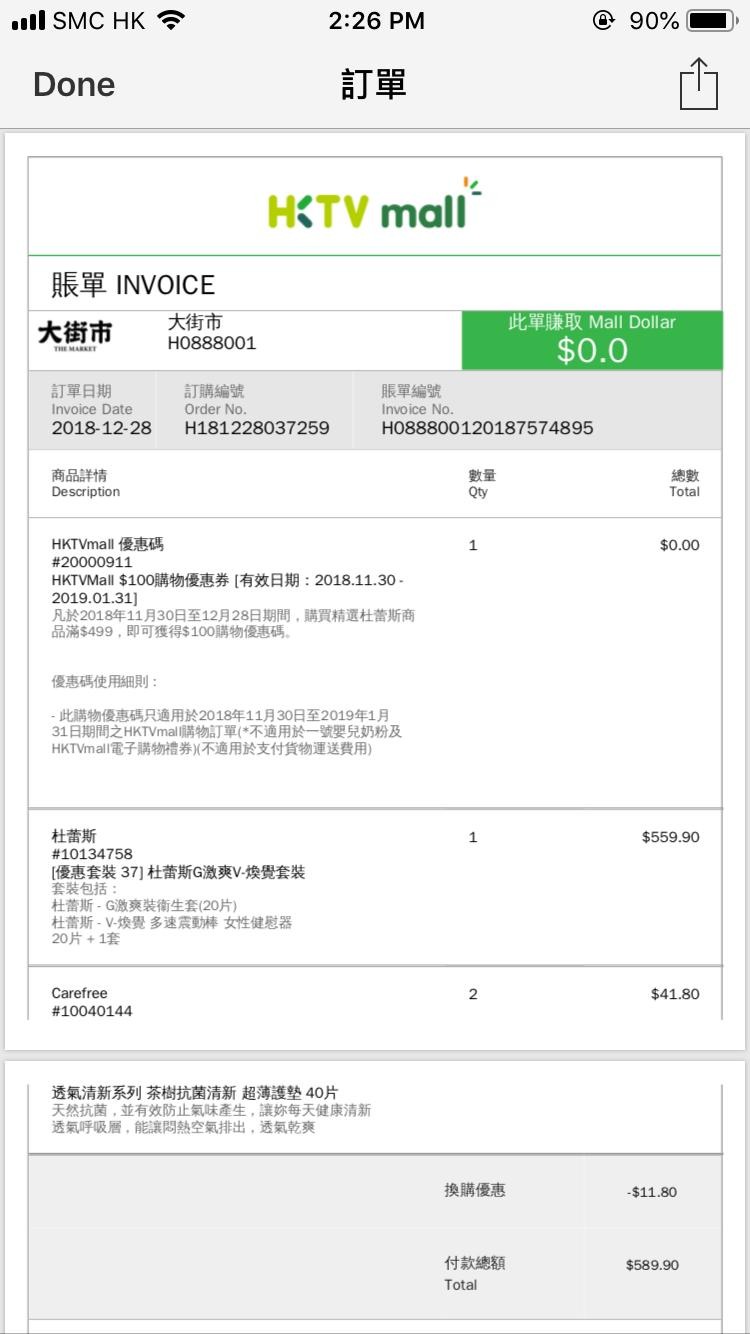 SMC HK
2:26 PM
90%
Done
訂單
HKTV mall
賬單 INVOICE
大街市
THE MARKET
大街市
H0888001
此單賺取 Mall Dollar
$0.0
訂單日期
Invoice Date
2018-12-28
訂購編號
Order No.
H181228037259
賬單編號
Invoice No.
H088800120187574895
商品詳情
Description
數量
Qty
總數
Total
HKTVmall 優惠碼
1
$0.00
#20000911
HKTVMall $100購物優惠券 [有效日期：2018.11.30 -
2019.01.31]
凡於2018年11月30日至12月28日期間，購買精選杜蕾斯商
品滿$499，即可獲得$100購物優惠碼。
優惠碼使用細則：
- 此購物優惠碼只適用於2018年11月30日至2019年1月
31日期間之HKTVmall購物訂單(*不適用於一號嬰兒奶粉及
HKTVmall電子購物禮券)(不適用於支付貨物運送費用)
杜蕾斯
1
$559.90
#10134758
[優惠套裝 37] 杜蕾斯G激爽V-煥覺套裝
套裝包括：
杜蕾斯 - G激爽裝衞生套(20片)
杜蕾斯 - V-煥覺 多速震動棒 女性健慰器
20片 + 1套
Carefree
2
$41.80
#10040144
透氣清新系列 茶樹抗菌清新 超薄護墊 40片
天然抗菌，並有效防止氣味產生，讓妳每天健康清新
透氣呼吸層，能讓悶熱空氣排出，透氣乾爽
換購優惠
-$11.80
付款總額
Total
$589.90